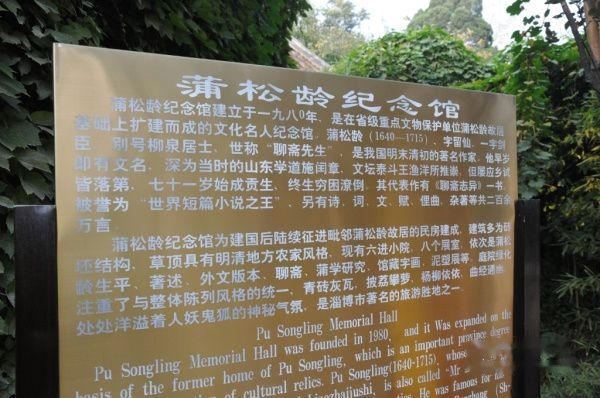 蒲松龄纪念馆
蒲松龄纪念馆建立于一九八0年，是在省级重点文物保护单位蒲松龄故居
基础上扩建而成的文化名人纪念馆。蒲松龄（1640—1715），字留仙，一字剑
臣，别号柳泉居士，世称“聊斋先生”，是我国明末清初的著名作家，他早岁
即有文名，深为当时的山东学道施闰章，文坛泰斗王渔洋所推崇，但屡应乡试
皆落第，七十一岁始成贡生，终生穷困潦倒。其代表作有《聊斋志异》一书，
被誉为“世界短篇小说之王”，另有诗、词、文、赋、俚曲、杂著等共二百余
万言。
蒲松龄纪念馆为建国后陆续征进毗邻蒲松龄故居的民房建成，建筑多为砖
坯结构，草顶具有明清地方农家风格，现有六进小院，八个展室，依次是蒲松
龄生平、著述、外文版本、聊斋、蒲学研究、馆藏字画、泥塑展等，庭院绿化
注重了与整体陈列风格的统一，青砖灰瓦，披荔攀萝，杨柳依依，曲经通幽，
处处洋溢着人妖鬼狐的神秘气氛，是淄博市著名的旅游胜地之一。
Pu Songling Memorial Hall
Pu Songling Memorial Hall was founded in 1980, and it Was expanded on the
basis of the former home of Pu Songling, which is an important province degree
of cultural relics. Pu Songling(1640-1715), whose
is also called "Mr
He was famous for his